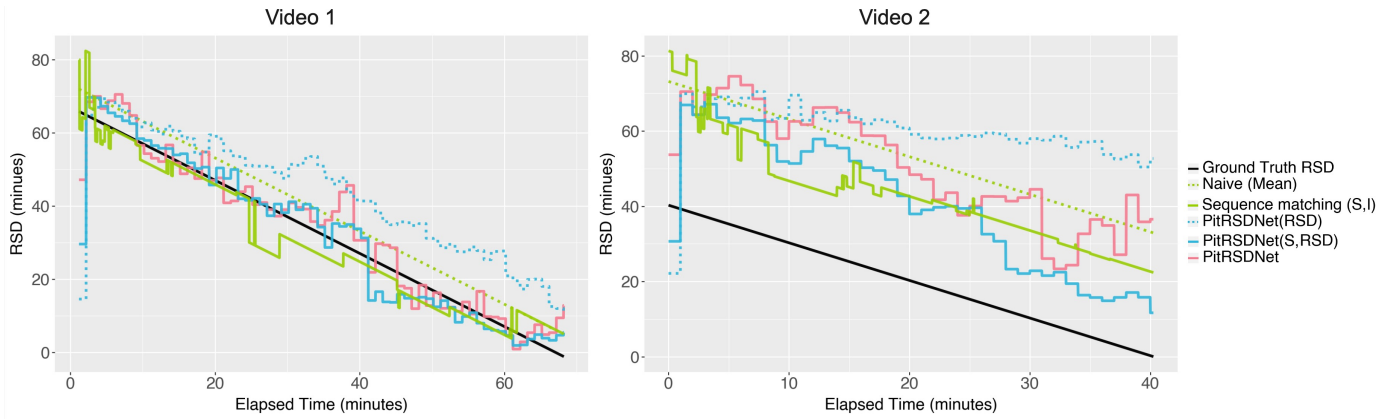 Video 1
Video 2
RSD (minues)
80
60
40
20
0
0
20
40
60
Elapsed Time (minutes)
RSD (minues)
80
60
40
20
0
0
10
20
30
40
Elapsed Time (minutes)
Ground Truth RSD
Naive (Mean)
Sequence matching (S,I)
PitRSDNet(RSD)
PitRSDNet(S,RSD)
PitRSDNet